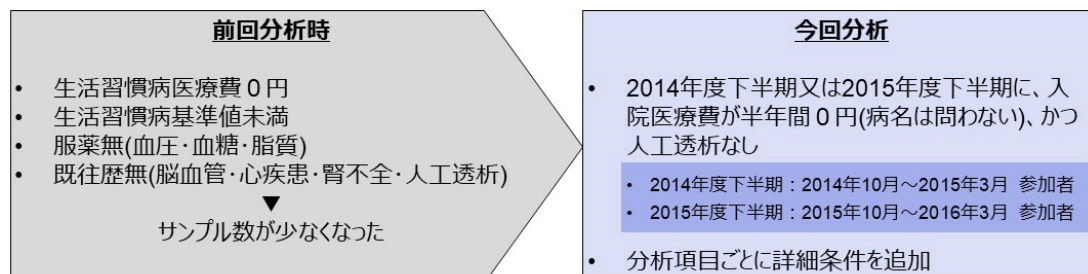 前回分析時
• 生活習慣病医療費０円
• 生活習慣病基準値未満
• 服薬無(血圧・血糖・脂質)
• 既往歴無(脳血管・心疾患・腎不全・人工透析)
▼
サンプル数が少なくなった
今回分析
• 2014年度下半期又は2015年度下半期に、入
院医療費が半年間０円(病名は問わない)、かつ
人工透析なし
• 2014年度下半期：2014年10月～2015年3月 参加者
• 2015年度下半期：2015年10月～2016年3月 参加者
• 分析項目ごとに詳細条件を追加